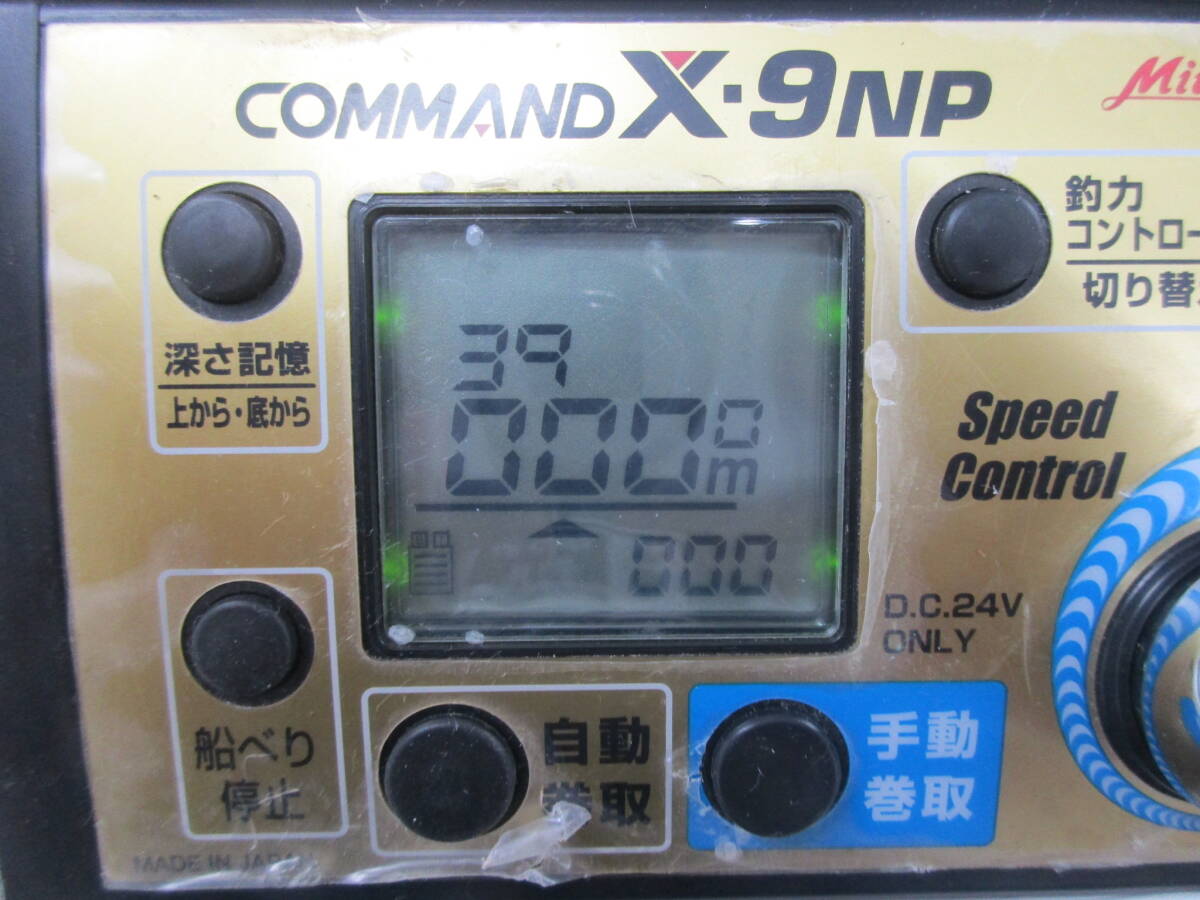 COMMAND X-9NP
釣力
コントロー
切り替
深さ記憶
上から・底から
39
0000
m
000
Speed
Control
D.C.24V
ONLY
船べり
停止
自動
巻取
手動
巻取
MADE IN JAPAN